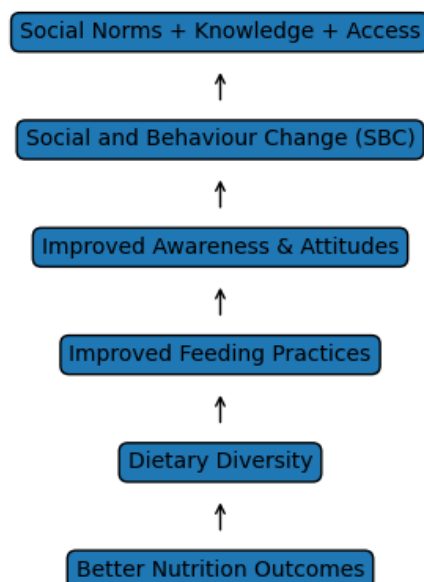 Social Norms + Knowledge + Access
Social and Behaviour Change (SBC)
Improved Awareness & Attitudes
Improved Feeding Practices
Dietary Diversity
Better Nutrition Outcomes